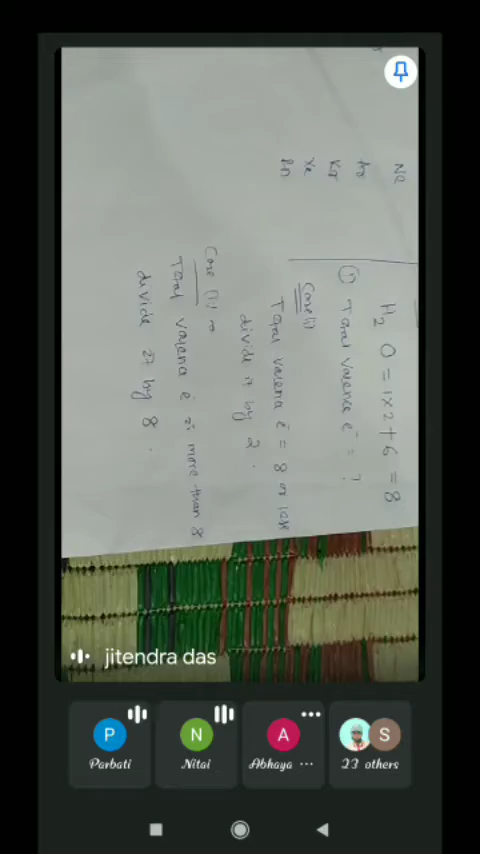 Ne
Ar
Kr
Xe
Rn
H2O = 1×2+6 = 8
① Total valence e- = ?
Case (i)
Total valence e- = 8 or less
divide it by 2.
Case (ii) →
Total valence e- is more than 8
divide it by 8.
jitendra das
P
N
A
S
Parbati
Nitai
Abhaya ...
23 others